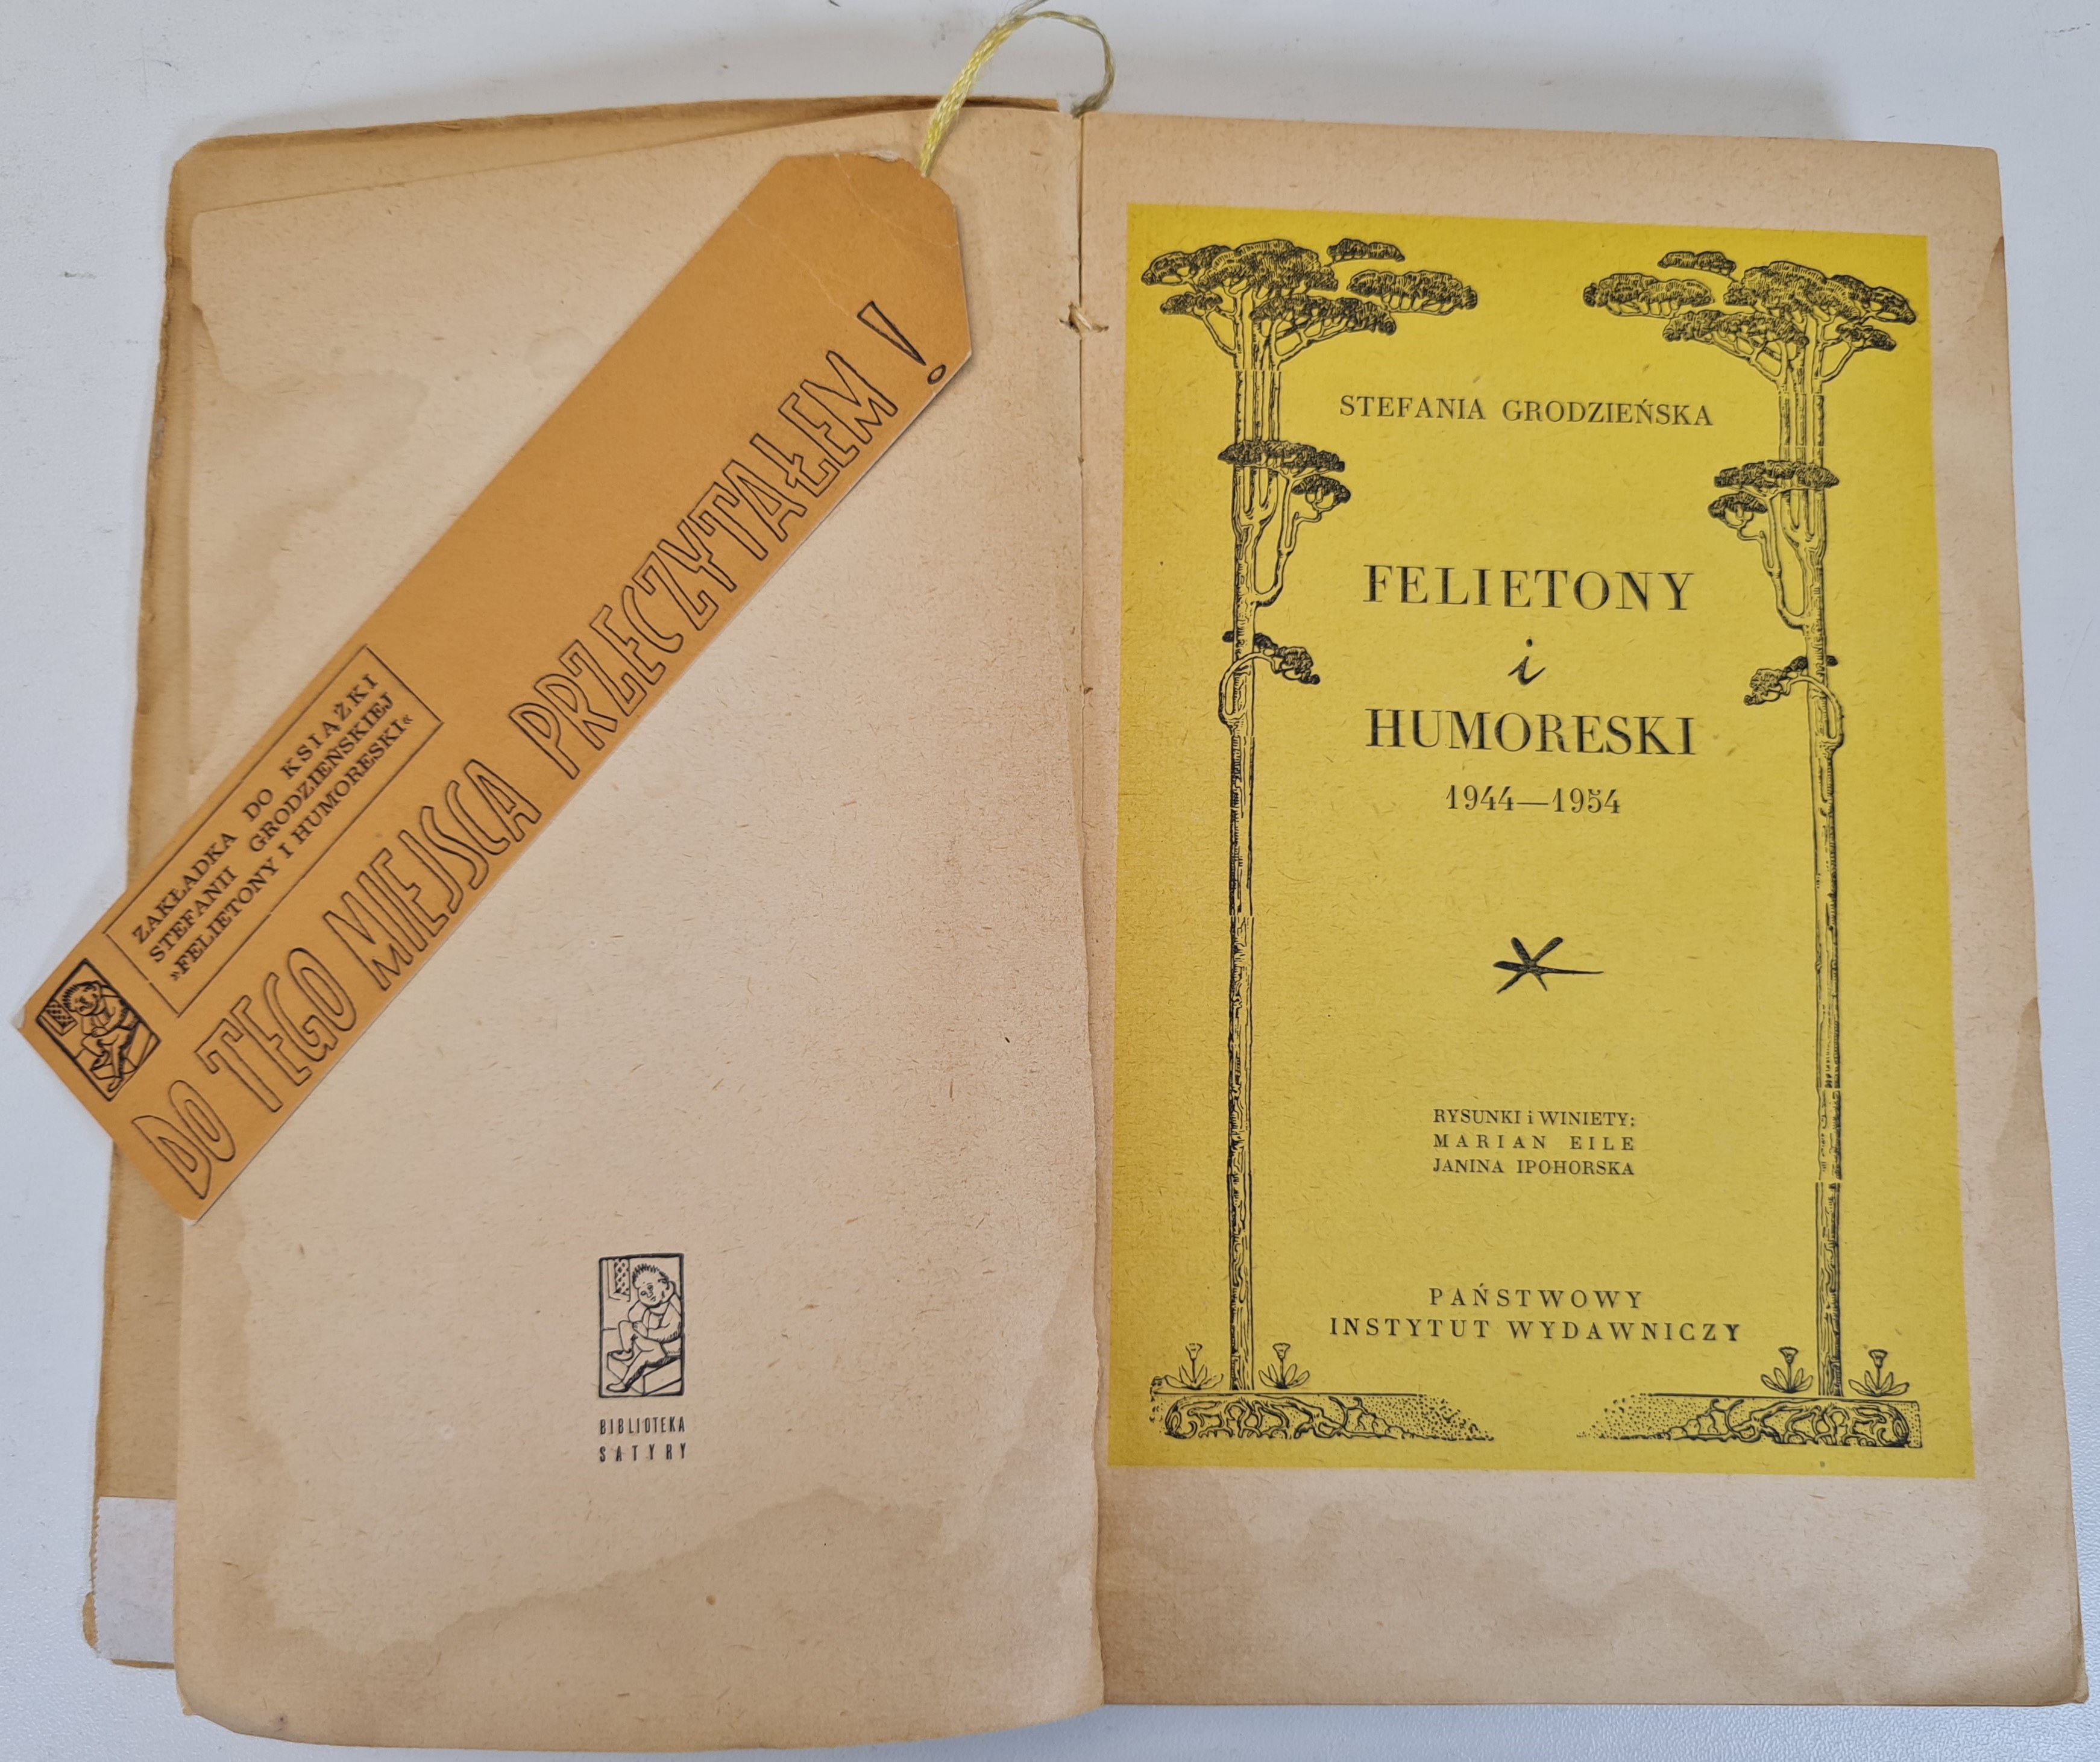 ZAKŁADKA DO KSIĄŻKI
STEFANII GRODZIEŃSKIEJ
»FELIETONY I HUMORESKI«
DO TEGO MIEJSCA PRZECZYTAŁEM!
BIBLIOTEKA
SATYRY
STEFANIA GRODZIEŃSKA
FELIETONY
i
HUMORESKI
1944—1954
RYSUNKI i WINIETY:
MARIAN EILE
JANINA IPOHORSKA
PAŃSTWOWY
INSTYTUT WYDAWNICZY